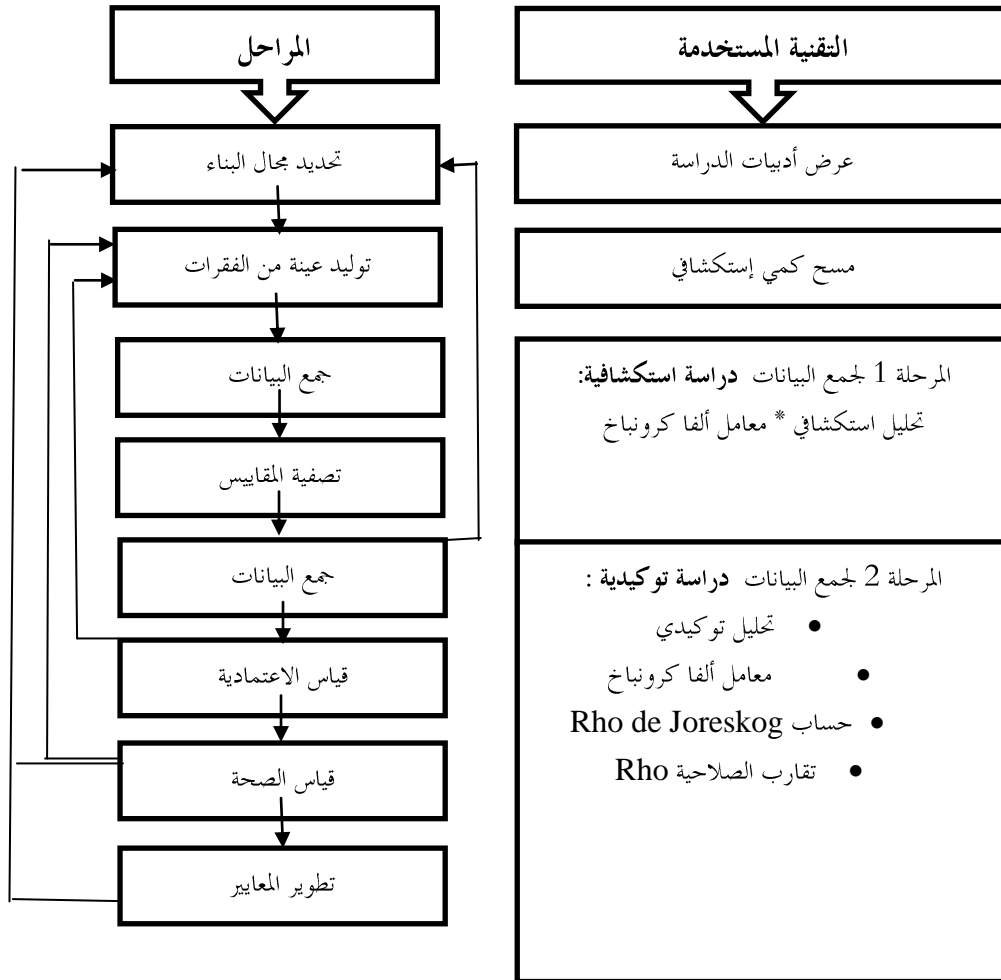 المراحل
التقنية المستخدمة
تحديد مجال البناء
عرض أدبيات الدراسة
توليد عينة من الفقرات
مسح كمي إستكشافي
جمع البيانات
المرحلة 1 لجمع البيانات دراسة استكشافية:
تحليل استكشافي * معامل ألفا كرونباخ
تصفية المقاييس
جمع البيانات
المرحلة 2 لجمع البيانات دراسة توكيدية :
• تحليل توكيدي
• معامل ألفا كرونباخ
• حساب Rho de Joreskog
• تقارب الصلاحية Rho
قياس الاعتمادية
قياس الصحة
تطوير المعايير